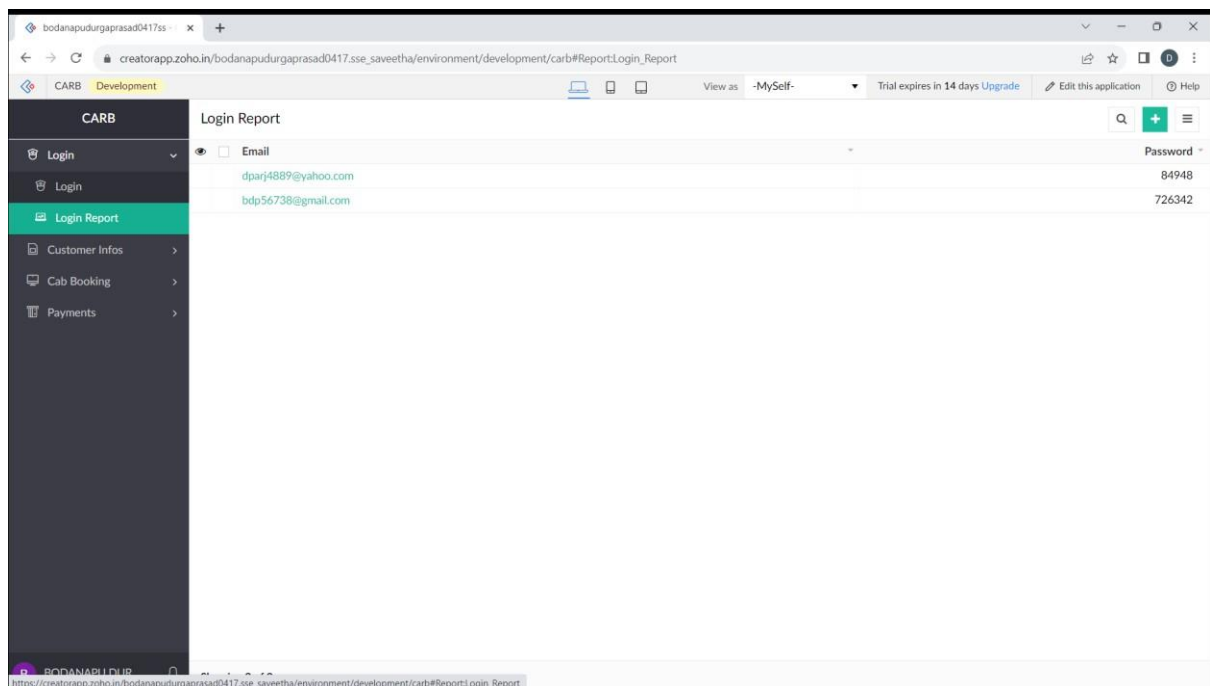 bodanapudurgaprasad0417ss -
creatorapp.zoho.in/bodanapudurgaprasad0417.sse_saveetha/environment/development/carb#Report:Login_Report
D
CARB Development View as -MySelf- Trial expires in 14 days Upgrade Edit this application Help
CARB Login Report
Login Email Password
Login dparj4889@yahoo.com 84948
Login Report bdp56738@gmail.com 726342
Customer Infos
Cab Booking
Payments
B BODANAPU DUR
https://creatorapp.zoho.in/bodanapudurgaprasad0417.sse_saveetha/environment/development/carb#Report:Login_Report